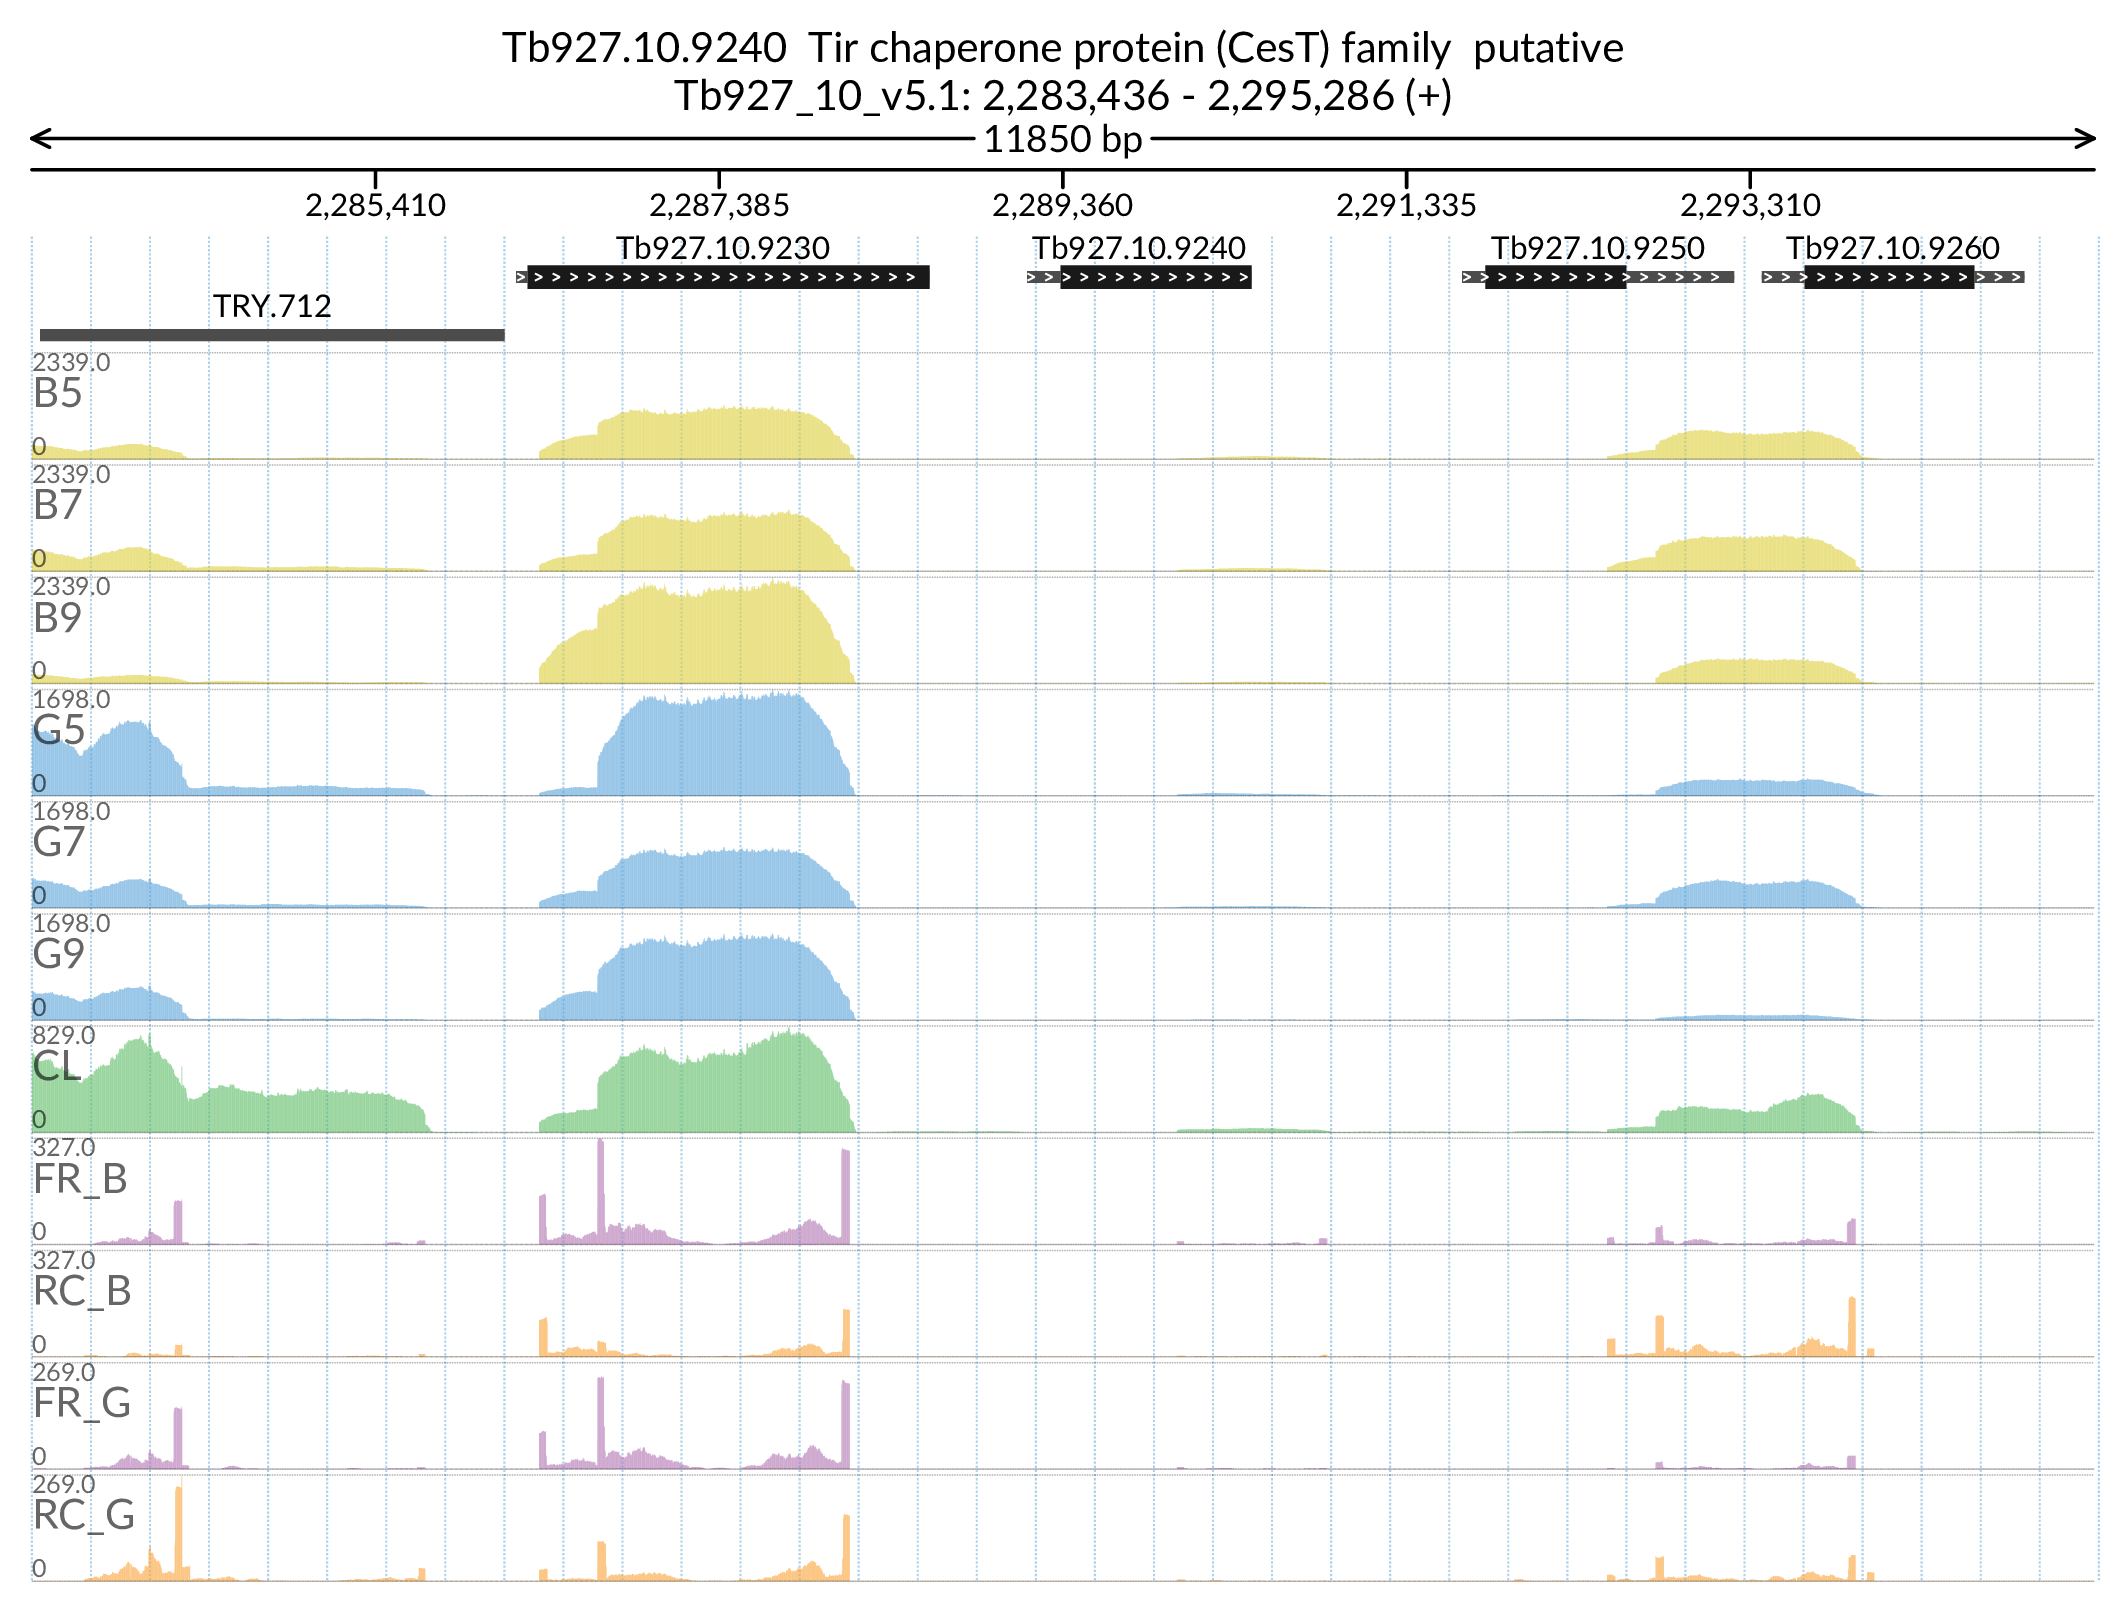 Tb927.10.9240  Tir chaperone protein (CesT) family  putative
Tb927_10_v5.1: 2,283,436 - 2,295,286 (+)
11850 bp
2,285,410 2,287,385 2,289,360 2,291,335 2,293,310
Tb927.10.9230 Tb927.10.9240 Tb927.10.9250 Tb927.10.9260
TRY.712
2339.0
B5
0
2339.0
B7
0
2339.0
B9
0
1698.0
G5
0
1698.0
G7
0
1698.0
G9
0
829.0
CL
0
327.0
FR_B
0
327.0
RC_B
0
269.0
FR_G
0
269.0
RC_G
0